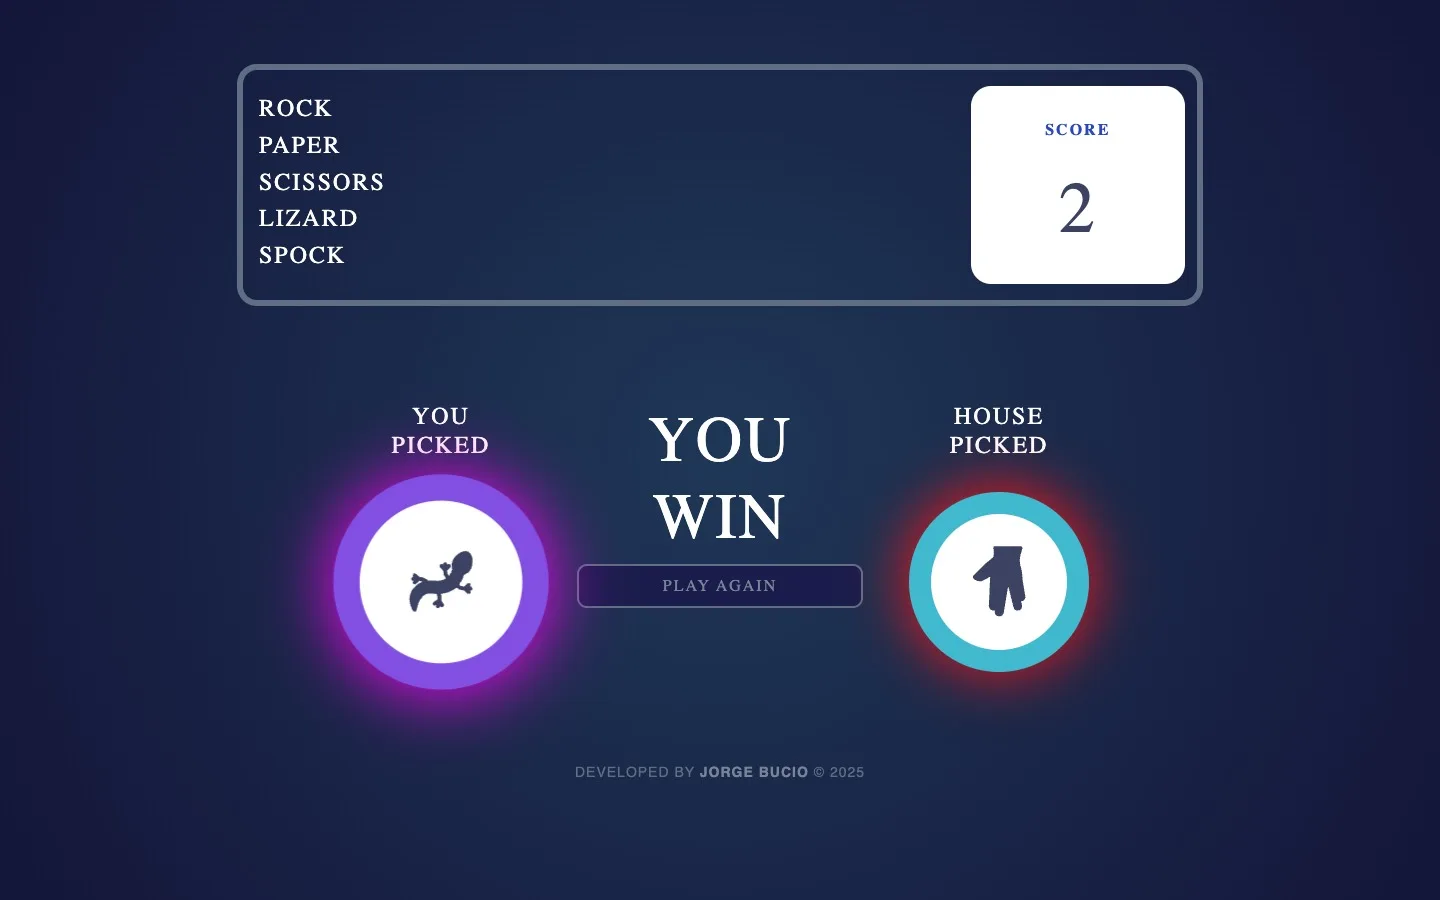 ROCK
PAPER
SCISSORS
LIZARD
SPOCK
SCORE
2
YOU
PICKED
YOU
WIN
PLAY AGAIN
HOUSE
PICKED
DEVELOPED BY JORGE BUCIO © 2025